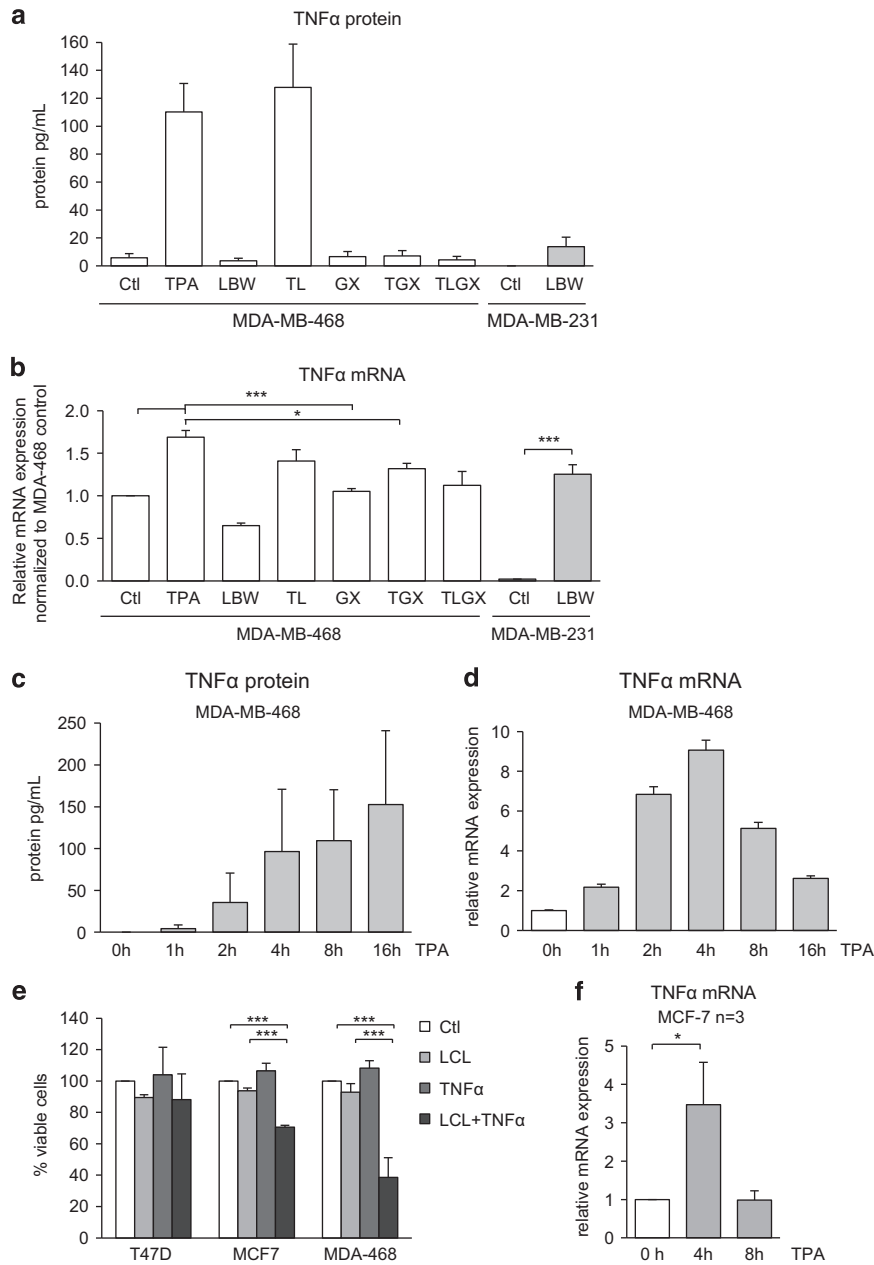 a
TNFα protein
protein pg/mL
160
140
120
100
80
60
40
20
0
Ctl TPA LBW TL GX TGX TLGX Ctl LBW
MDA-MB-468 MDA-MB-231
b
TNFα mRNA
Relative mRNA expression
normalized to MDA-468 control
2.0
1.5
1.0
0.5
0.0
***
*
***
Ctl TPA LBW TL GX TGX TLGX Ctl LBW
MDA-MB-468 MDA-MB-231
c
TNFα protein
MDA-MB-468
protein pg/mL
250
200
150
100
50
0
0h 1h 2h 4h 8h 16h TPA
d
TNFα mRNA
MDA-MB-468
relative mRNA expression
10
8
6
4
2
0
0h 1h 2h 4h 8h 16h TPA
e
% viable cells
140
120
100
80
60
40
20
0
*** ***
*** ***
Ctl
LCL
TNFα
LCL+TNFα
T47D MCF7 MDA-468
f
TNFα mRNA
MCF-7 n=3
relative mRNA expression
5
4
3
2
1
0
*
0 h 4h 8h TPA